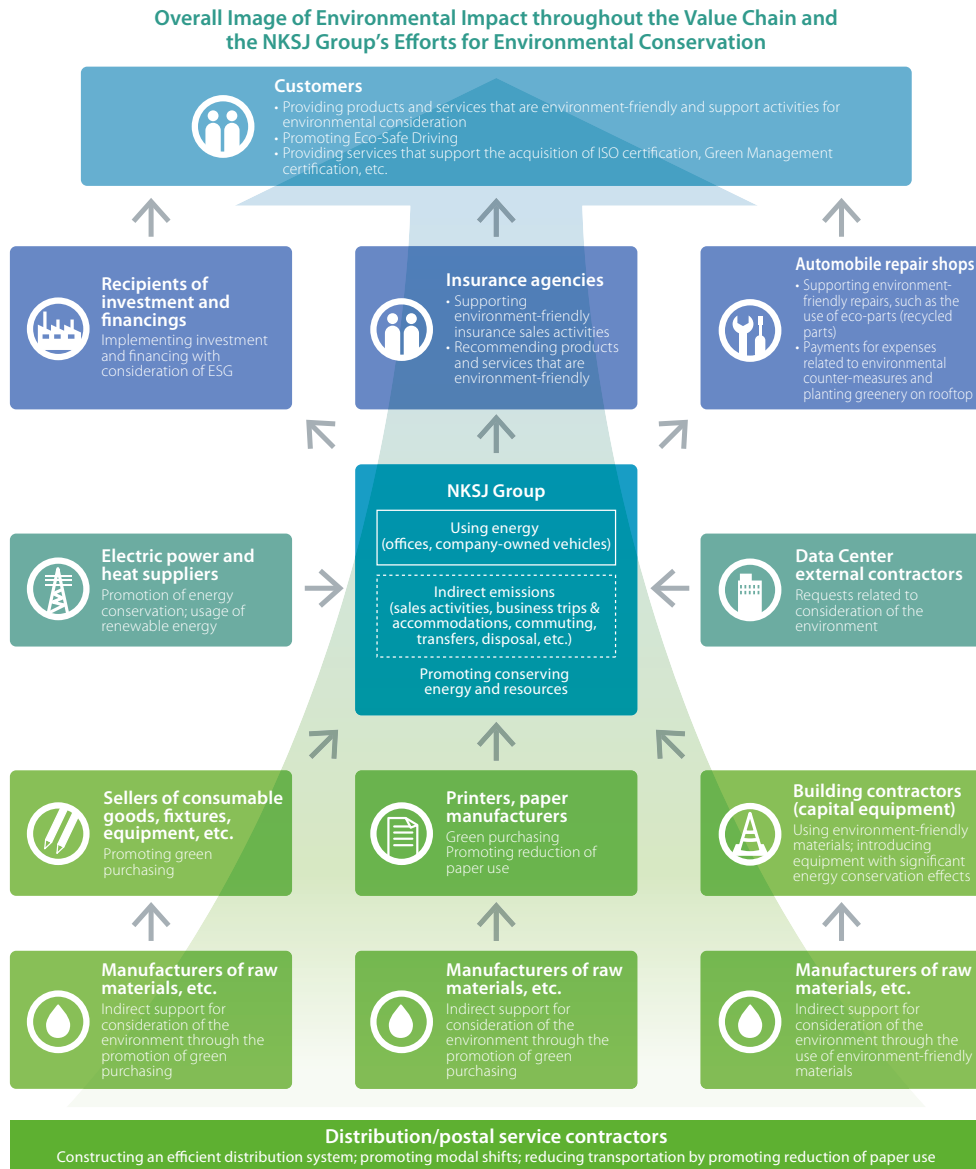 Overall Image of Environmental Impact throughout the Value Chain and
the NKSJ Group's Efforts for Environmental Conservation
Customers
• Providing products and services that are environment-friendly and support activities for
environmental consideration
• Promoting Eco-Safe Driving
• Providing services that support the acquisition of ISO certification, Green Management
certification, etc.
Recipients of
investment and
financings
Implementing investment
and financing with
consideration of ESG
Insurance agencies
• Supporting
environment-friendly
insurance sales activities
• Recommending products
and services that are
environment-friendly
Automobile repair shops
• Supporting environment-
friendly repairs, such as the
use of eco-parts (recycled
parts)
• Payments for expenses
related to environmental
counter-measures and
planting greenery on rooftop
NKSJ Group
Using energy
(offices, company-owned vehicles)
Indirect emissions
(sales activities, business trips &
accommodations, commuting,
transfers, disposal, etc.)
Promoting conserving
energy and resources
Electric power and
heat suppliers
Promotion of energy
conservation; usage of
renewable energy
Data Center
external contractors
Requests related to
consideration of the
environment
Sellers of consumable
goods, fixtures,
equipment, etc.
Promoting green
purchasing
Printers, paper
manufacturers
Green purchasing
Promoting reduction of
paper use
Building contractors
(capital equipment)
Using environment-friendly
materials; introducing
equipment with significant
energy conservation effects
Manufacturers of raw
materials, etc.
Indirect support for
consideration of the
environment through the
promotion of green
purchasing
Manufacturers of raw
materials, etc.
Indirect support for
consideration of the
environment through the
promotion of green
purchasing
Manufacturers of raw
materials, etc.
Indirect support for
consideration of the
environment through the
use of environment-friendly
materials
Distribution/postal service contractors
Constructing an efficient distribution system; promoting modal shifts; reducing transportation by promoting reduction of paper use